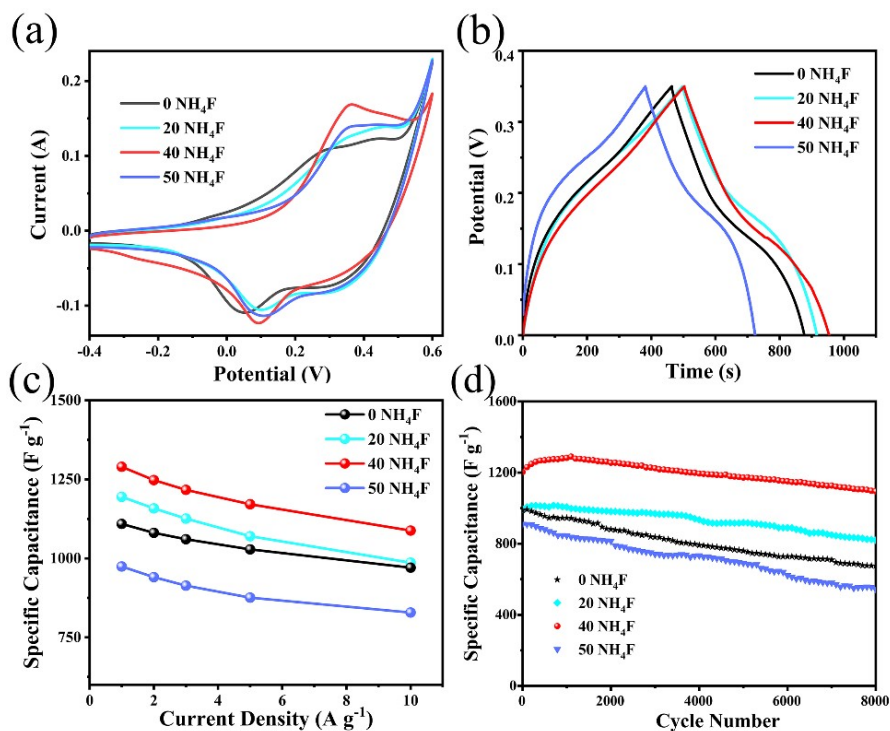 (a)
0.2
0.1
0.0
-0.1
Current (A)
0 NH₄F
20 NH₄F
40 NH₄F
50 NH₄F
-0.4 0.0 0.2 0.4 0.6
Potential (V)
(b)
0.4
0.3
0.2
0.1
0.0
Potential (V)
0 NH₄F
20 NH₄F
40 NH₄F
50 NH₄F
0 200 400 600 800 1000
Time (s)
(c)
1500
1250
1000
750
Specific Capacitance (F g⁻¹)
0 NH₄F
20 NH₄F
40 NH₄F
50 NH₄F
0 2 4 6 8 10
Current Density (A g⁻¹)
(d)
1600
1200
800
400
0
Specific Capacitance (F g⁻¹)
0 NH₄F
20 NH₄F
40 NH₄F
50 NH₄F
0 2000 4000 6000 8000
Cycle Number